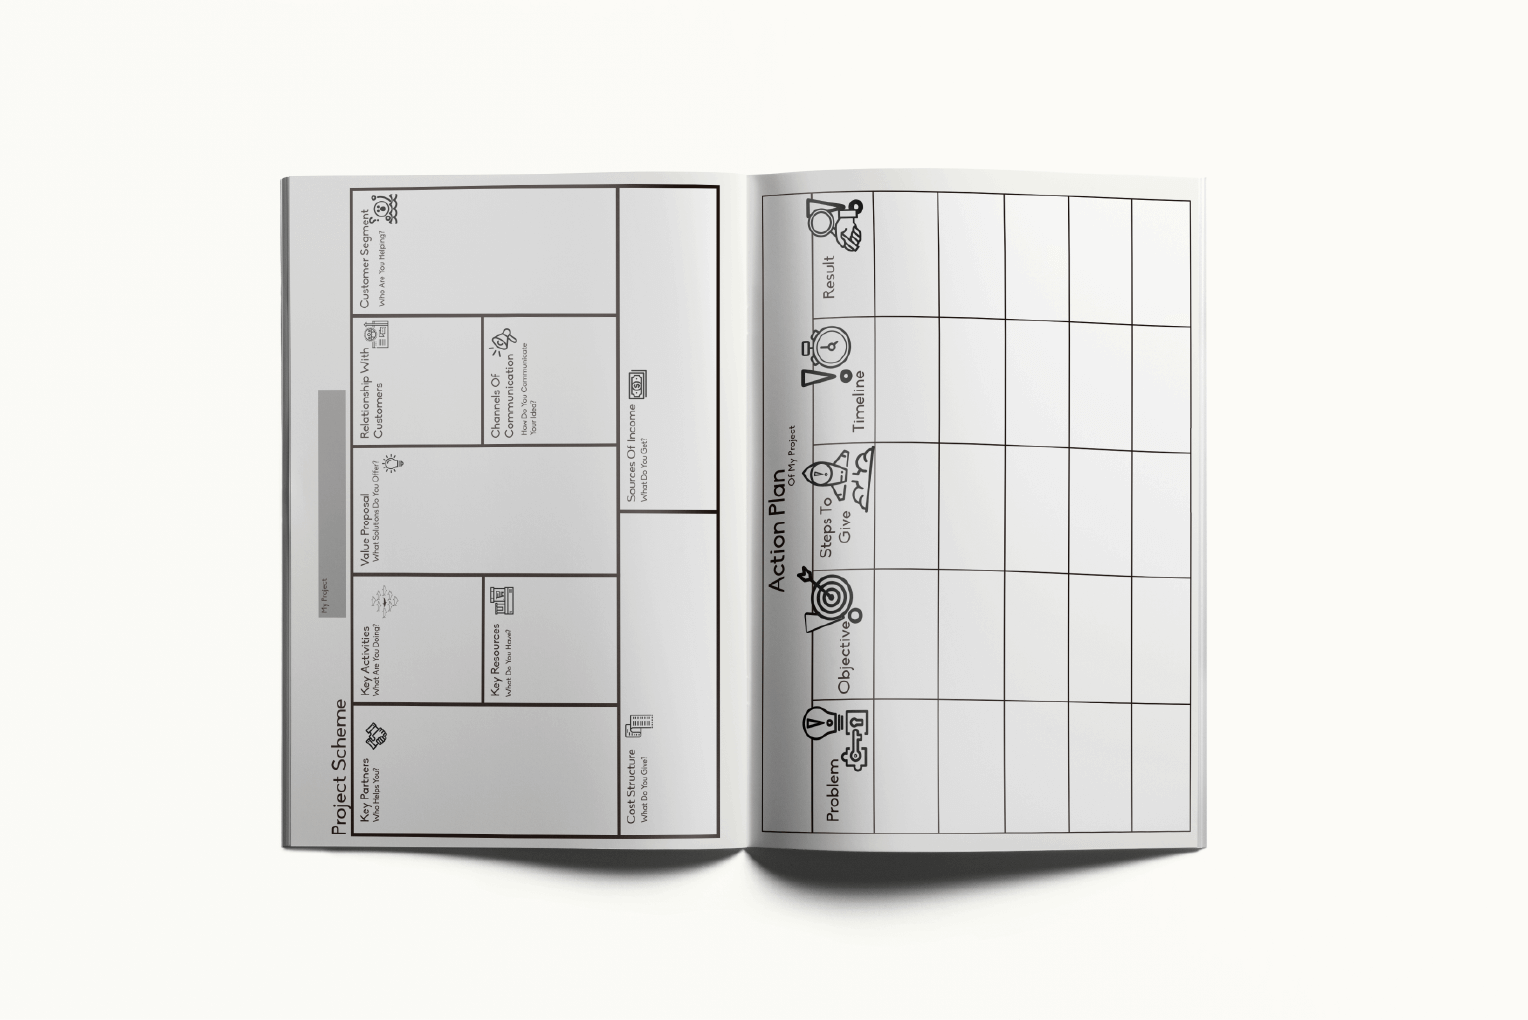 Project Scheme
My Project
Key Partners
Who Helps You?
Key Activities
What Are You Doing?
Key Resources
What Do You Have?
Value Proposal
What Solutions Do You Offer?
Relationship With
Customers
Channels Of
Communication
How Do You Communicate
Your Idea?
Customer Segment
Who Are You Helping?
Cost Structure
What Do You Give?
Sources Of Income
What Do You Get?
Action Plan
Of My Project
Problem
Objective
Steps To
Give
Timeline
Result